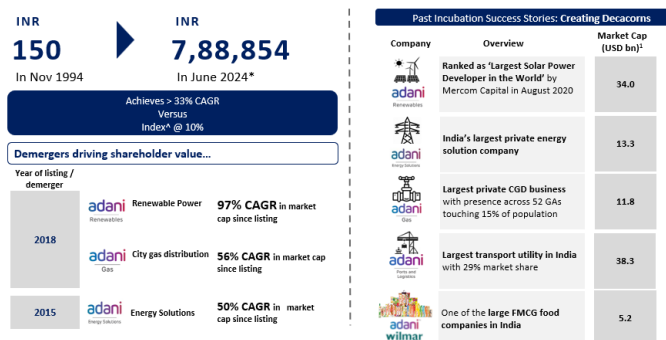 INR
INR
150
7,88,854
In Nov 1994
In June 2024*
Achieves > 33% CAGR
Versus
Index^ @ 10%
Demergers driving shareholder value...
Year of listing /
demerger
2018
adani
Renewables
Renewable Power
97% CAGR in market
cap since listing
adani
Gas
City gas distribution
56% CAGR in market cap
since listing
2015
adani
Energy Solutions
Energy Solutions
50% CAGR in market
cap since listing
Past Incubation Success Stories: Creating Decacorns
Company
Overview
Market Cap
(USD bn)1
adani
Renewables
Ranked as ‘Largest Solar Power
Developer in the World’ by
Mercom Capital in August 2020
34.0
adani
Energy Solutions
India’s largest private energy
solution company
13.3
adani
Gas
Largest private CGD business
with presence across 52 GAs
touching 15% of population
11.8
adani
Ports and
Logistics
Largest transport utility in India
with 29% market share
38.3
adani
wilmar
One of the large FMCG food
companies in India
5.2